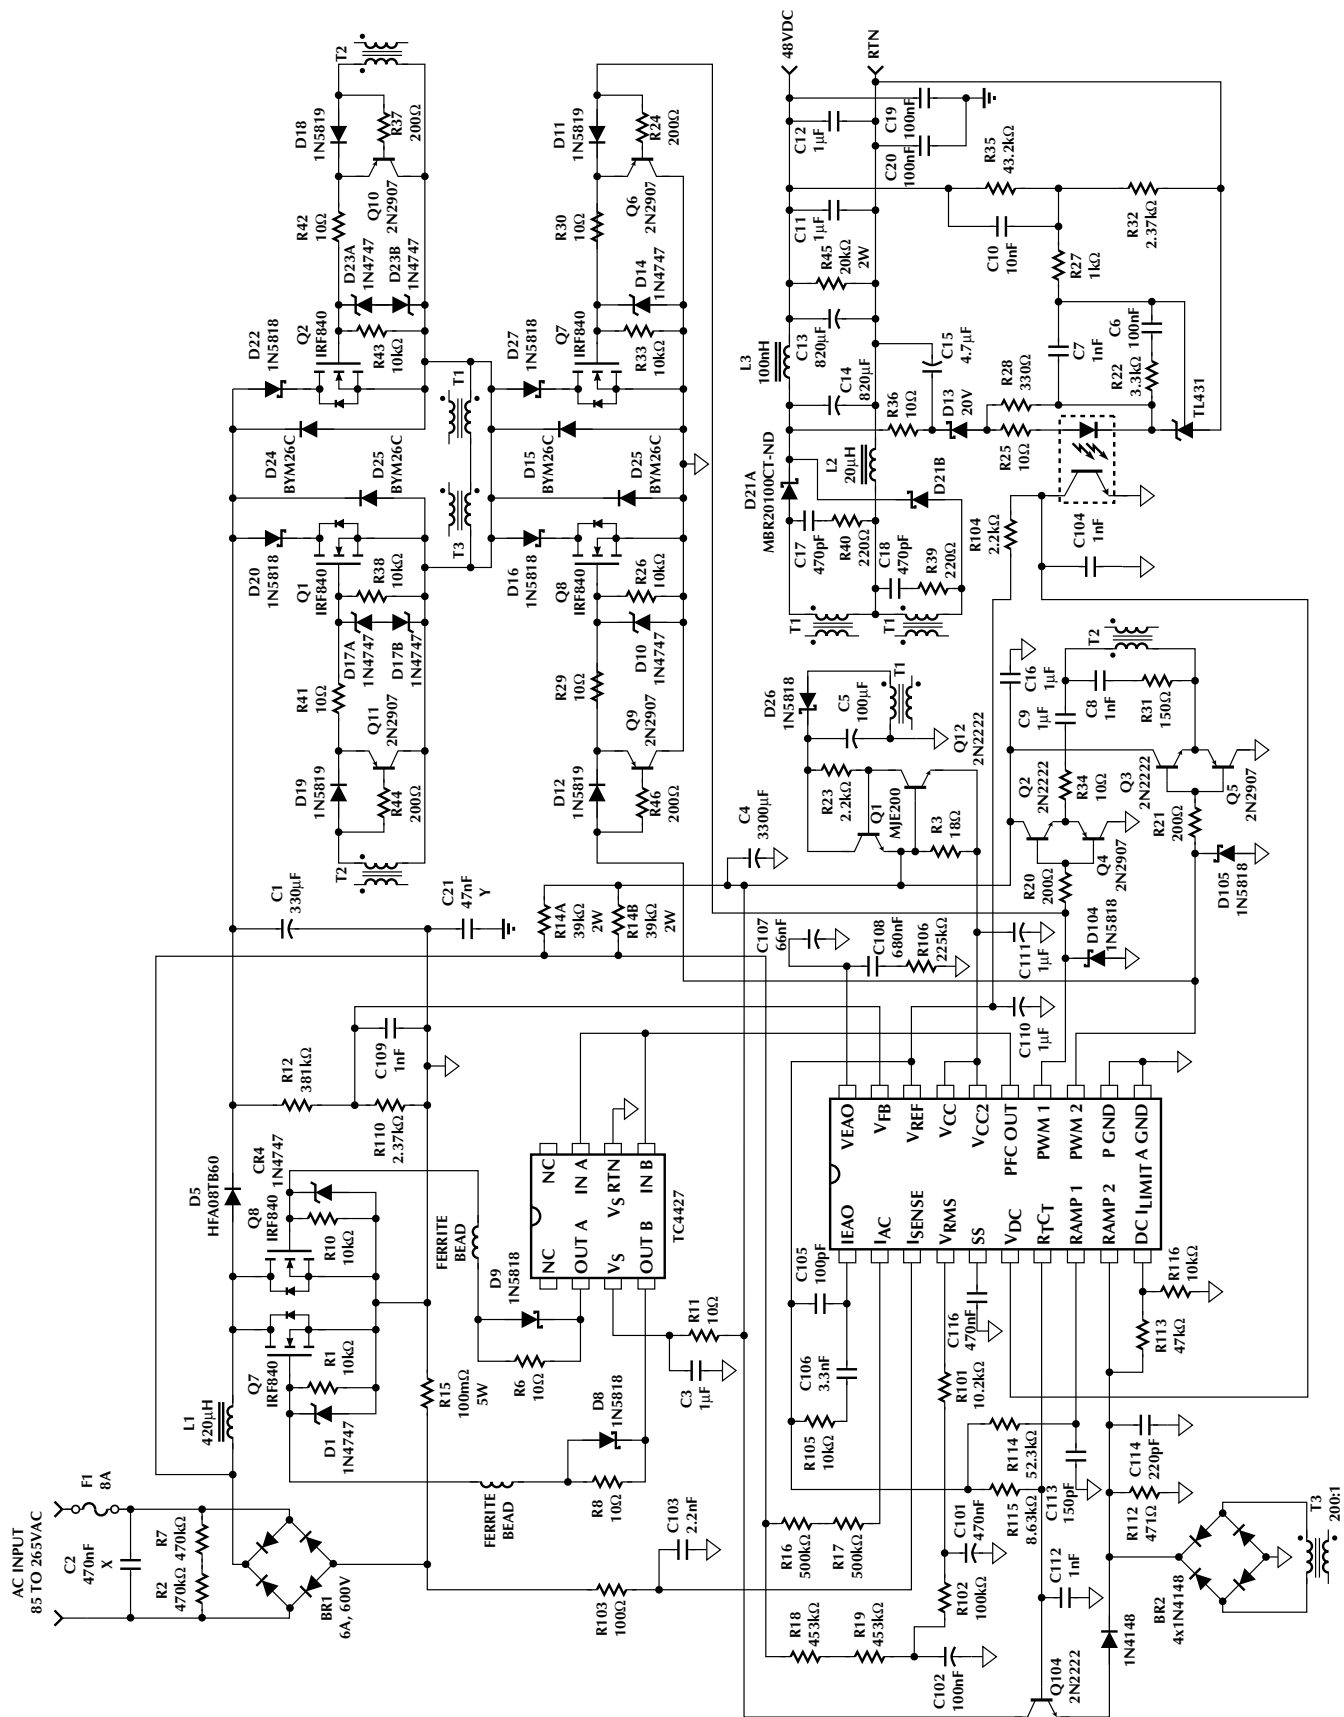 AC INPUT
85 TO 265VAC
F1
8A
C2
470nF
X
R7
470kΩ
R2
470kΩ
BR1
6A, 600V
L1
420µH
Q7
IRF840
D1
1N4747
R1
10kΩ
Q8
IRF840
R10
10kΩ
CR4
1N4747
D5
HFA08TB60
R12
381kΩ
R110
2.37kΩ
C109
1nF
R15
100mΩ
5W
C1
330µF
C21
47nF
Y
R14A
39kΩ
2W
R14B
39kΩ
2W
FERRITE
BEAD
D9
1N5818
R6
10Ω
FERRITE
BEAD
D8
1N5818
R8
10Ω
C3
1µF
R11
10Ω
NC
OUT A
VS
OUT B
NC
IN A
VS RTN
IN B
TC4427
R103
100Ω
C103
2.2nF
T2
D19
1N5819
R44
200Ω
Q11
2N2907
R41
10Ω
D17A
1N4747
D17B
1N4747
R38
10kΩ
Q1
IRF840
D20
1N5818
D25
BYM26C
D24
BYM26C
D22
1N5818
Q2
IRF840
R43
10kΩ
D23A
1N4747
D23B
1N4747
R42
10Ω
Q10
2N2907
D18
1N5819
R37
200Ω
T2
T3
T1
D12
1N5819
R46
200Ω
Q9
2N2907
R29
10Ω
D10
1N4747
R26
10kΩ
Q8
IRF840
D16
1N5818
D25
BYM26C
D15
BYM26C
D27
1N5818
Q7
IRF840
R33
10kΩ
D14
1N4747
R30
10Ω
Q6
2N2907
D11
1N5819
R24
200Ω
C4
3300µF
R23
2.2kΩ
Q1
MJE200
R3
18Ω
Q12
2N2222
D26
1N5818
C5
100µF
T1
T1
T1
C17
470pF
R40
220Ω
C18
470pF
R39
220Ω
D21A
MBR20100CT-ND
D21B
L2
20µH
L3
100nH
C14
820µF
C13
820µF
R45
20kΩ
2W
C11
1µF
C12
1µF
C20
100nF
C19
100nF
48VDC
RTN
R36
10Ω
D13
20V
C15
4.7µF
R25
10Ω
R28
330Ω
C7
1nF
R22
3.3kΩ
C6
100nF
R27
1kΩ
C10
10nF
R35
43.2kΩ
R32
2.37kΩ
TL431
R104
2.2kΩ
C104
1nF
R20
200Ω
Q2
2N2222
Q4
2N2907
R34
10Ω
C9
1µF
C16
1µF
C8
1nF
R31
150Ω
T2
Q3
2N2222
Q5
2N2907
R21
200Ω
D105
1N5818
D104
1N5818
C107
66nF
C108
680nF
R106
225kΩ
C111
1µF
C110
1µF
IEAO
IAC
ISENSE
VRMS
SS
VDC
RTCT
RAMP 1
RAMP 2
DC ILIMIT
VEAO
VFB
VREF
VCC
VCC2
PFC OUT
PWM 1
PWM 2
P GND
A GND
C105
100pF
C106
3.3nF
R105
10kΩ
R16
500kΩ
R17
500kΩ
R18
453kΩ
R19
453kΩ
C102
100nF
R102
100kΩ
C101
470nF
R101
10.2kΩ
C116
470nF
R114
52.3kΩ
R115
8.63kΩ
C113
150pF
C112
1nF
R112
471Ω
C114
220pF
R113
47kΩ
R116
10kΩ
Q104
2N2222
1N4148
BR2
4x1N4148
T3
200:1